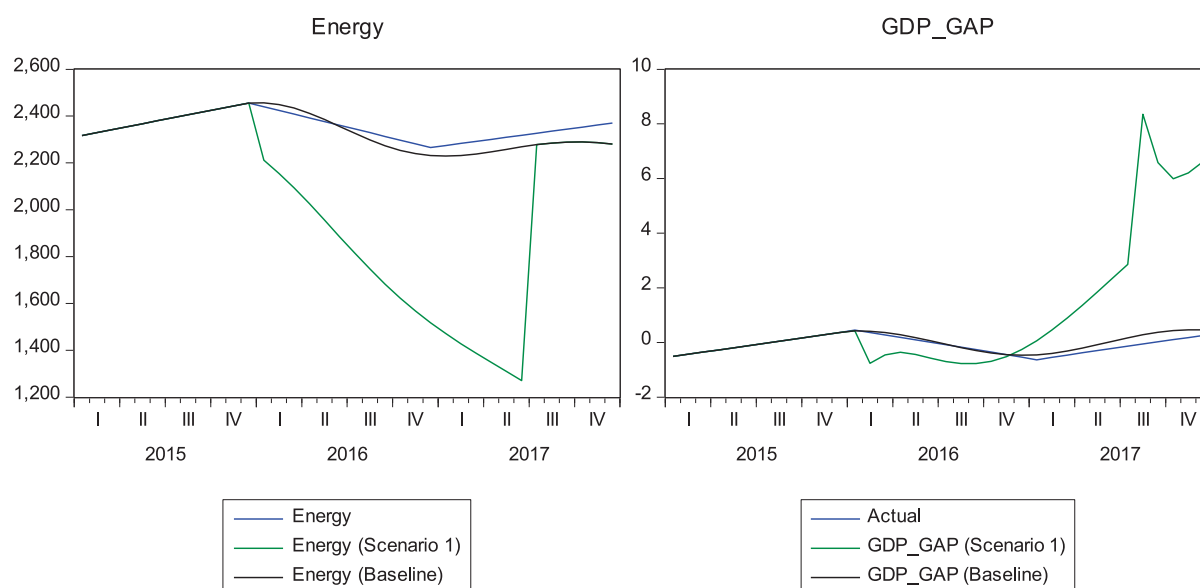 Energy
2,600
2,400
2,200
2,000
1,800
1,600
1,400
1,200
I II III IV I II III IV I II III IV
2015 2016 2017
Energy
Energy (Scenario 1)
Energy (Baseline)
GDP_GAP
10
8
6
4
2
0
-2
I II III IV I II III IV I II III IV
2015 2016 2017
Actual
GDP_GAP (Scenario 1)
GDP_GAP (Baseline)